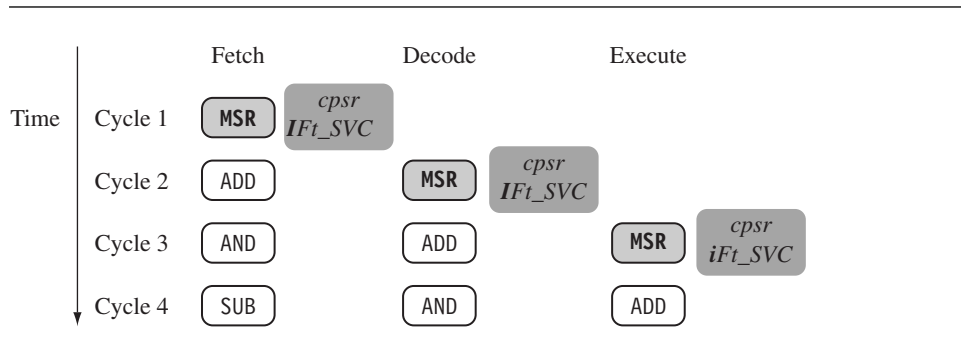 Fetch Decode Execute
Time Cycle 1 MSR cpsr IFt_SVC
Cycle 2 ADD MSR cpsr IFt_SVC
Cycle 3 AND ADD MSR cpsr iFt_SVC
Cycle 4 SUB AND ADD